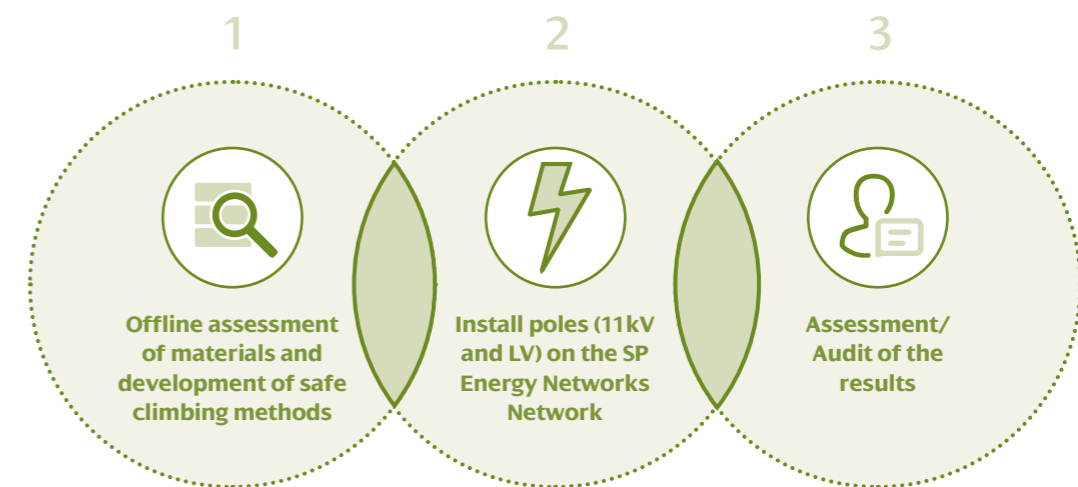 1
2
3
Offline assessment
of materials and
development of safe
climbing methods
Install poles (11kV
and LV) on the SP
Energy Networks
Network
Assessment/
Audit of the
results